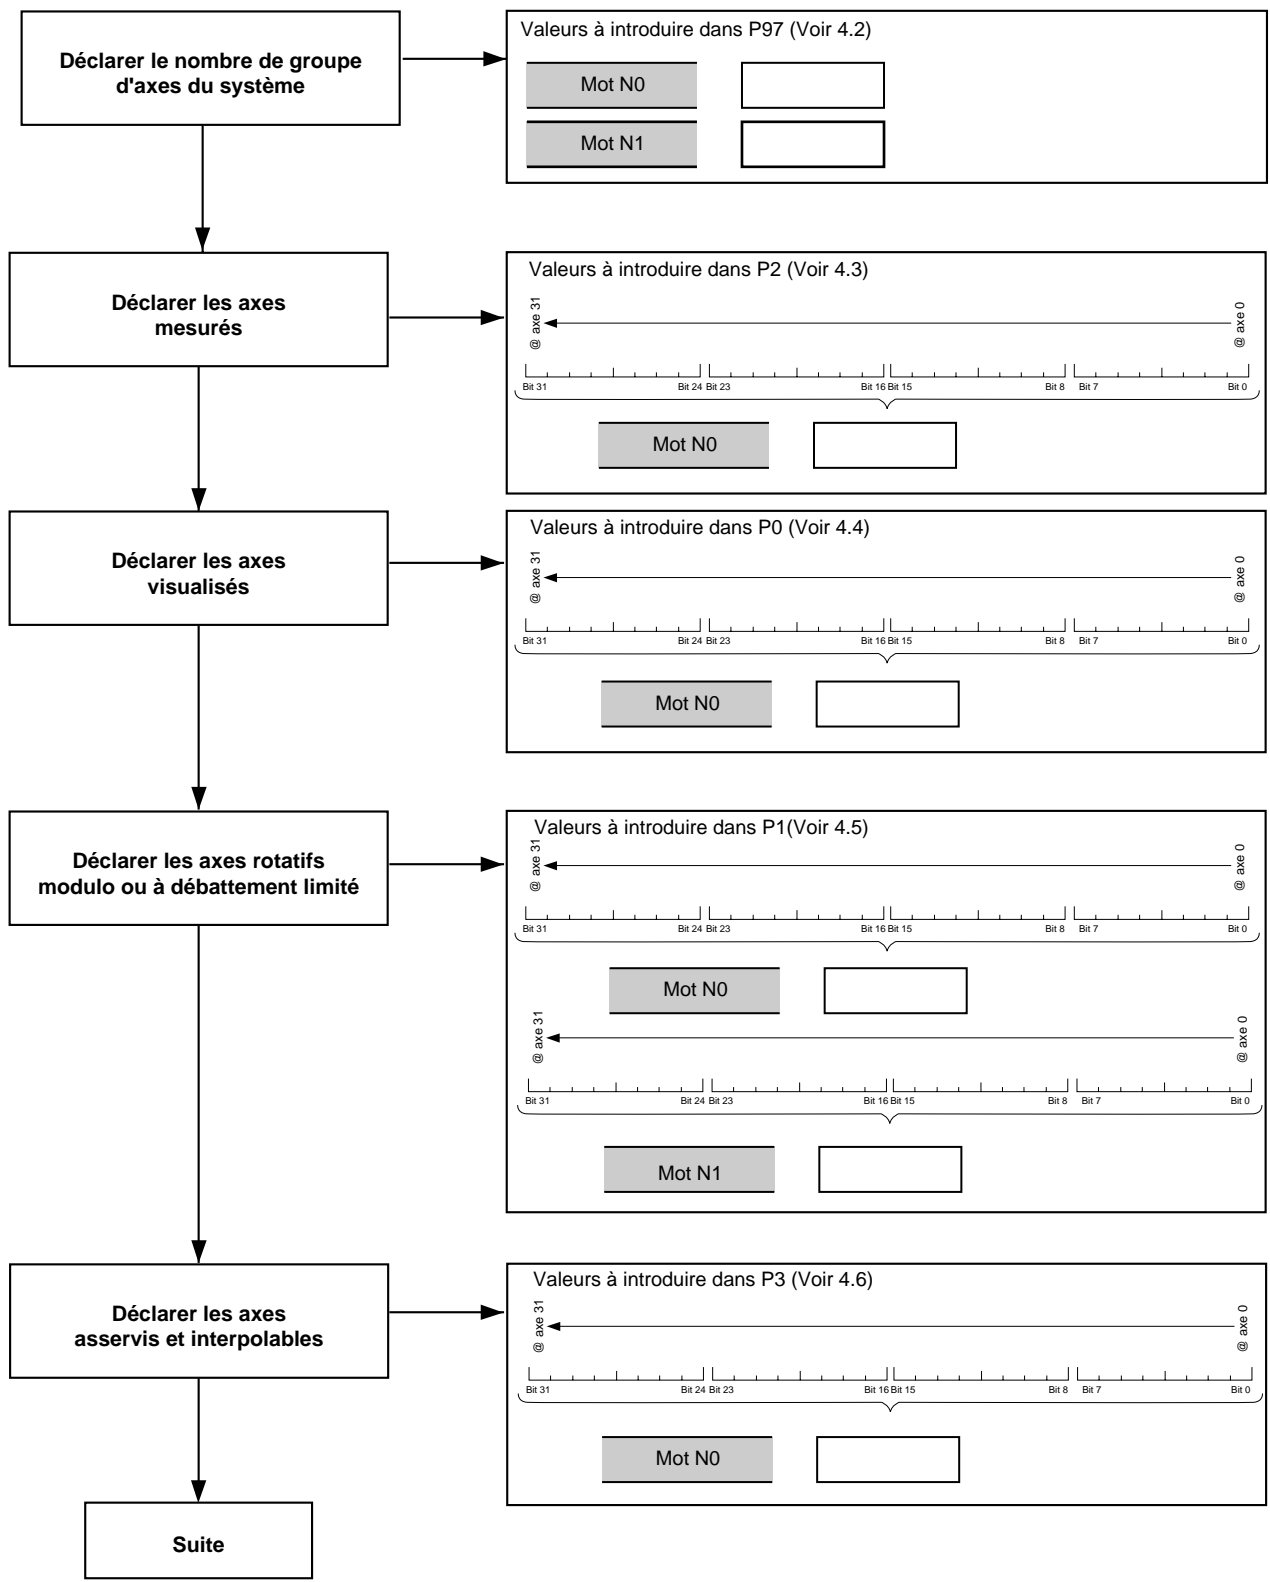 Déclarer le nombre de groupe
d'axes du système
Valeurs à introduire dans P97 (Voir 4.2)
Mot N0
Mot N1
Déclarer les axes
mesurés
Valeurs à introduire dans P2 (Voir 4.3)
@ axe 31
@ axe 0
Bit 31 Bit 24 Bit 23 Bit 16 Bit 15 Bit 8 Bit 7 Bit 0
Mot N0
Déclarer les axes
visualisés
Valeurs à introduire dans P0 (Voir 4.4)
@ axe 31
@ axe 0
Bit 31 Bit 24 Bit 23 Bit 16 Bit 15 Bit 8 Bit 7 Bit 0
Mot N0
Déclarer les axes rotatifs
modulo ou à débattement limité
Valeurs à introduire dans P1(Voir 4.5)
@ axe 31
@ axe 0
Bit 31 Bit 24 Bit 23 Bit 16 Bit 15 Bit 8 Bit 7 Bit 0
Mot N0
@ axe 31
@ axe 0
Bit 31 Bit 24 Bit 23 Bit 16 Bit 15 Bit 8 Bit 7 Bit 0
Mot N1
Déclarer les axes
asservis et interpolables
Valeurs à introduire dans P3 (Voir 4.6)
@ axe 31
@ axe 0
Bit 31 Bit 24 Bit 23 Bit 16 Bit 15 Bit 8 Bit 7 Bit 0
Mot N0
Suite